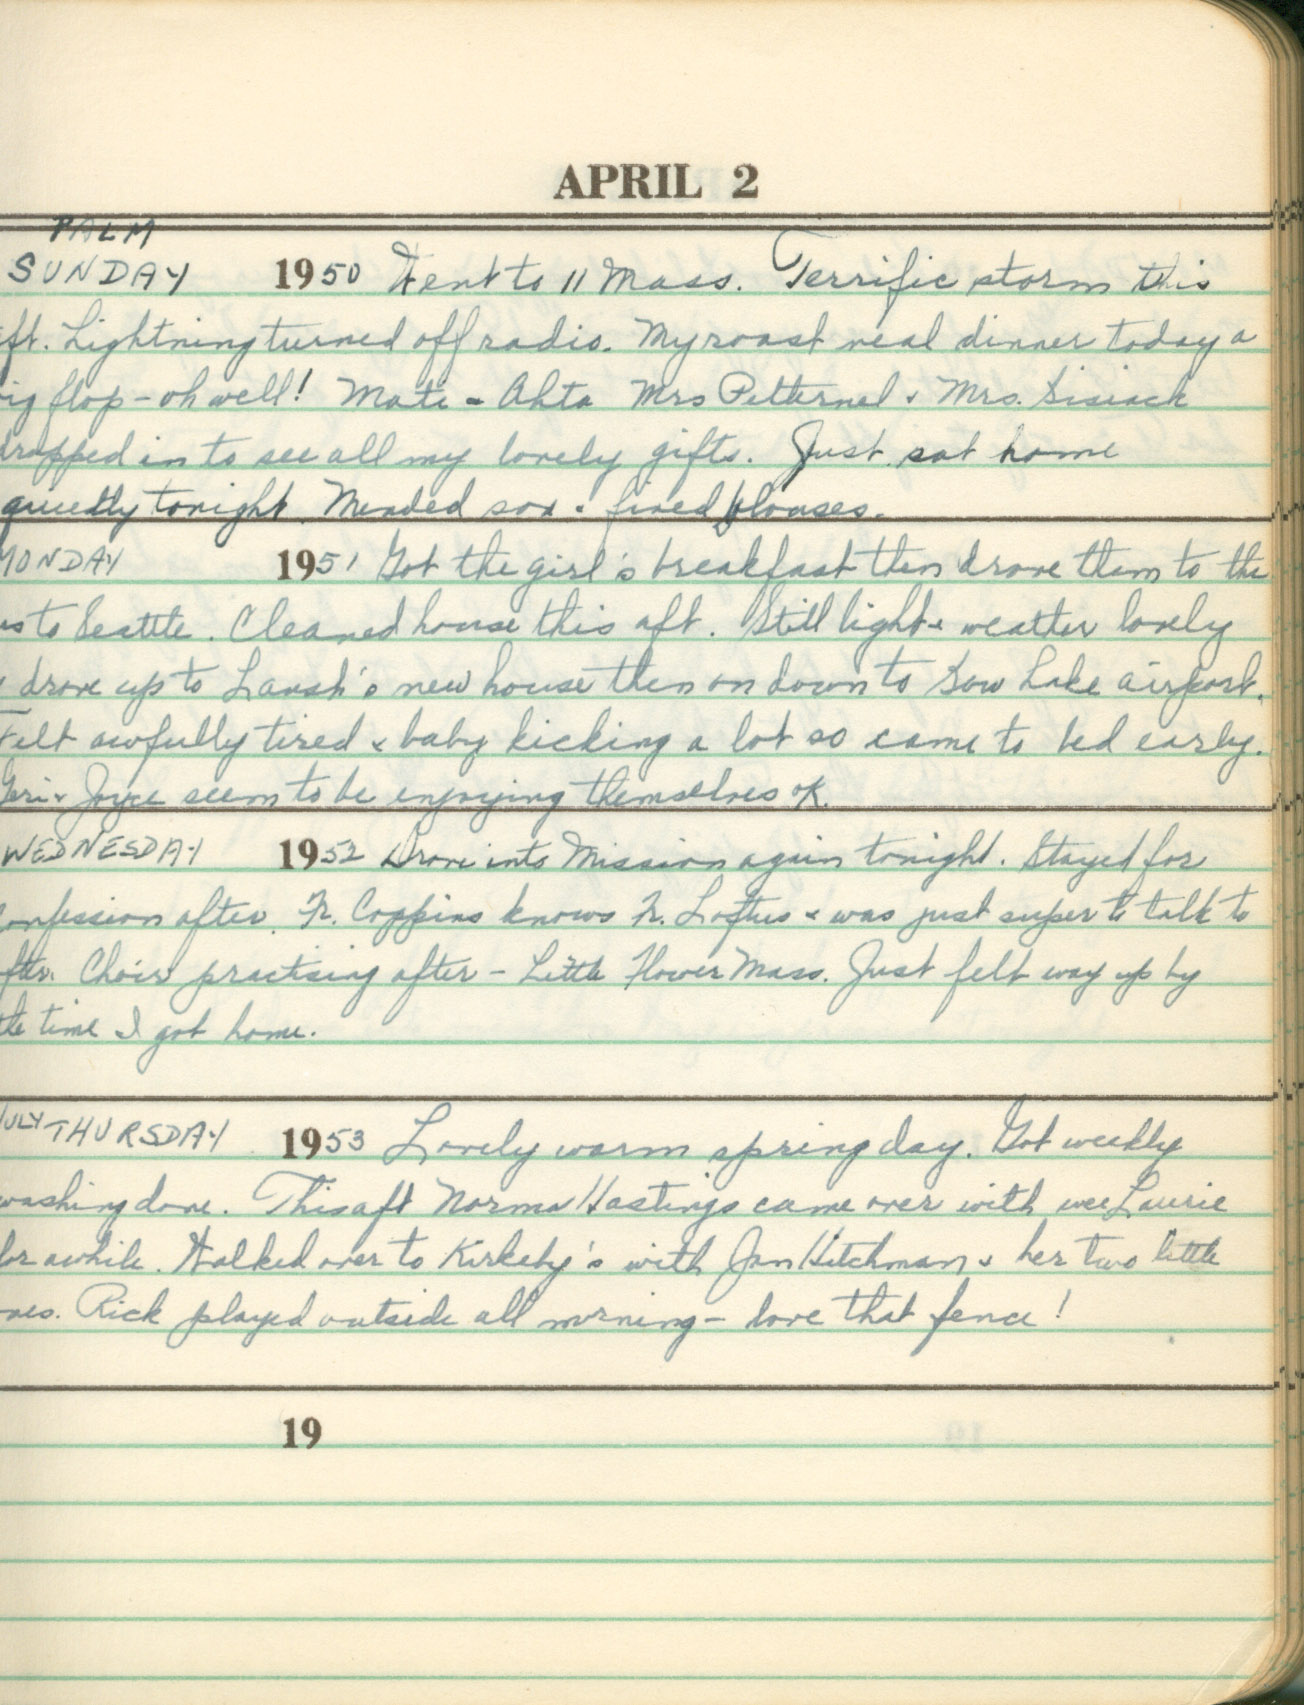 APRIL 2
PALM
SUNDAY 1950 Went to 11 Mass. Terrific storm this
aft. Lightning turned off radio. My roast veal dinner today a
big flop - oh well! Mate - Ahta Mrs Petternel & Mrs.
dropped in to see all my lovely gifts. Just sat home
quietly tonight. Mended sox & fixed blouses.
MONDAY 1951 Got the girl's breakfast then drove them to the
bus to Seattle. Cleaned house this aft. Still light & weather lovely
drove up to new house then on down to Lake airport.
Felt awfully tired & baby kicking a lot so came to bed early.
Geri & Joyce seem to be enjoying themselves ok.
WEDNESDAY 1952 Drove into Mission again tonight. Stayed for
confession after. Fr. Coppins knows Fr. Loftus & was just super to talk to
after. Choir practising after - Little Flower Mass. Just felt way up by
the time I got home.
THURSDAY 1953 Lovely warm spring day. Got weekly
washing done. This aft Norma Hastings came over with wee Laurie
for awhile. Walked over to Kirkeby's with Jan Hitchman & her two little
ones. Rick played outside all morning - love that fence!
19